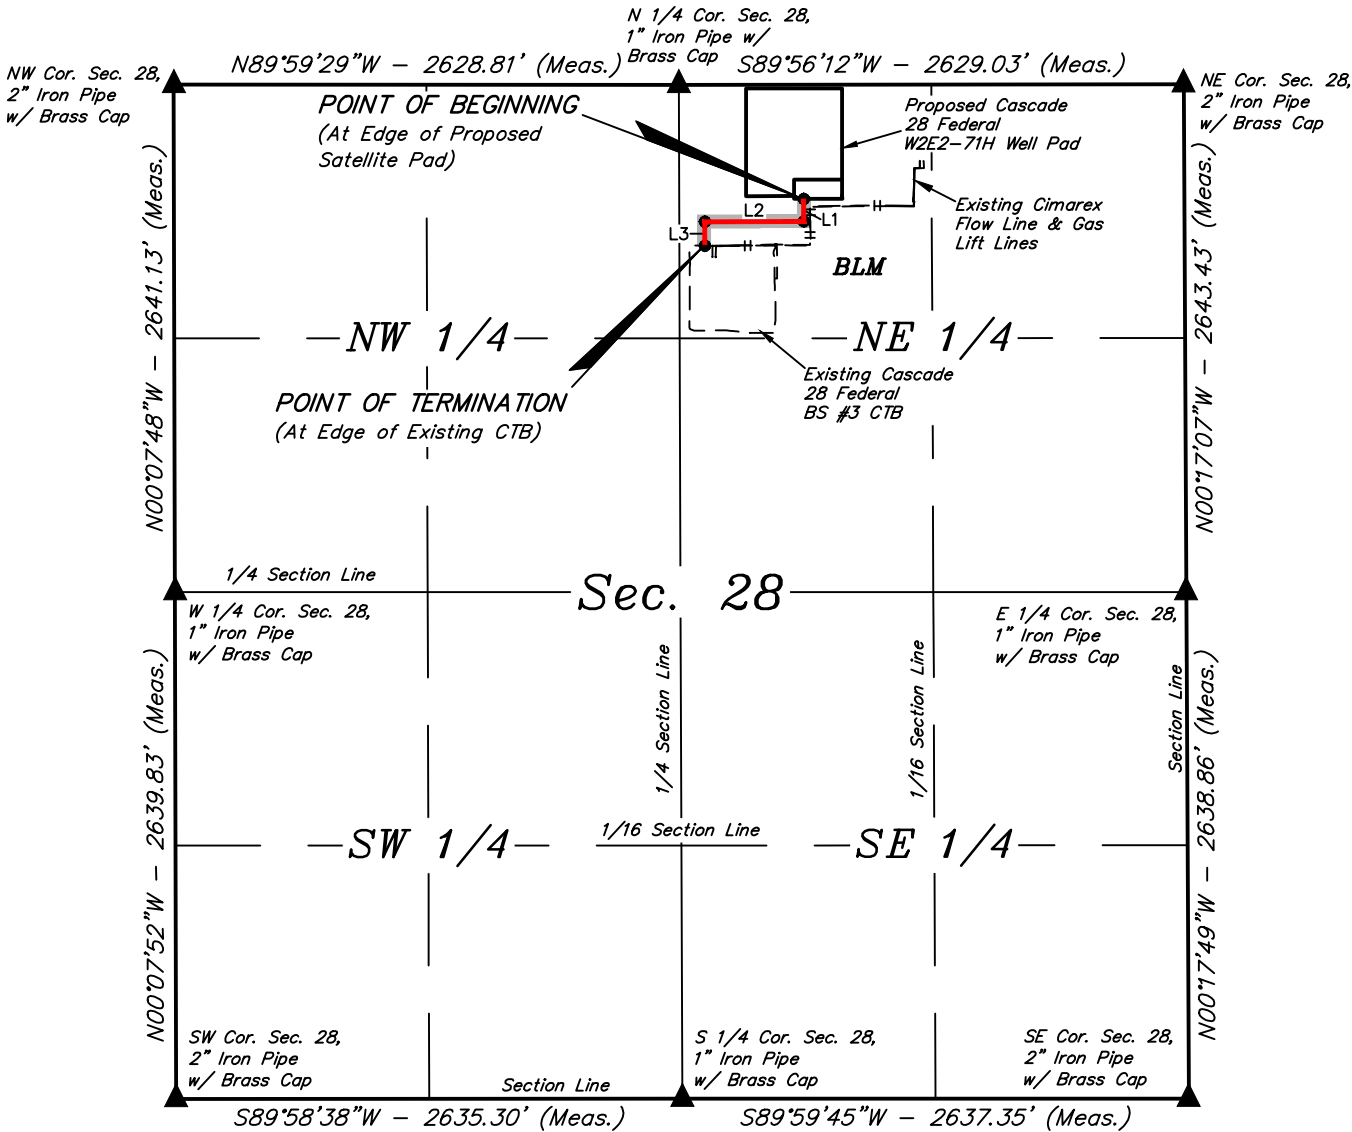 N 1/4 Cor. Sec. 28,
1" Iron Pipe w/
Brass Cap
N89°59'29"W - 2628.81' (Meas.)
S89°56'12"W - 2629.03' (Meas.)
NW Cor. Sec. 28,
2" Iron Pipe
w/ Brass Cap
NE Cor. Sec. 28,
2" Iron Pipe
w/ Brass Cap
POINT OF BEGINNING
(At Edge of Proposed
Satellite Pad)
Proposed Cascade
28 Federal
W2E2-71H Well Pad
Existing Cimarex
Flow Line & Gas
Lift Lines
L2
L1
L3
BLM
N00°07'48"W - 2641.13' (Meas.)
N00°17'07"W - 2643.43' (Meas.)
NW 1/4
NE 1/4
Existing Cascade
28 Federal
BS #3 CTB
POINT OF TERMINATION
(At Edge of Existing CTB)
1/4 Section Line
Sec. 28
W 1/4 Cor. Sec. 28,
1" Iron Pipe
w/ Brass Cap
E 1/4 Cor. Sec. 28,
1" Iron Pipe
w/ Brass Cap
1/4 Section Line
1/16 Section Line
Section Line
N00°07'52"W - 2639.83' (Meas.)
N00°17'49"W - 2638.86' (Meas.)
SW 1/4
1/16 Section Line
SE 1/4
SW Cor. Sec. 28,
2" Iron Pipe
w/ Brass Cap
Section Line
S 1/4 Cor. Sec. 28,
1" Iron Pipe
w/ Brass Cap
SE Cor. Sec. 28,
2" Iron Pipe
w/ Brass Cap
S89°58'38"W - 2635.30' (Meas.)
S89°59'45"W - 2637.35' (Meas.)